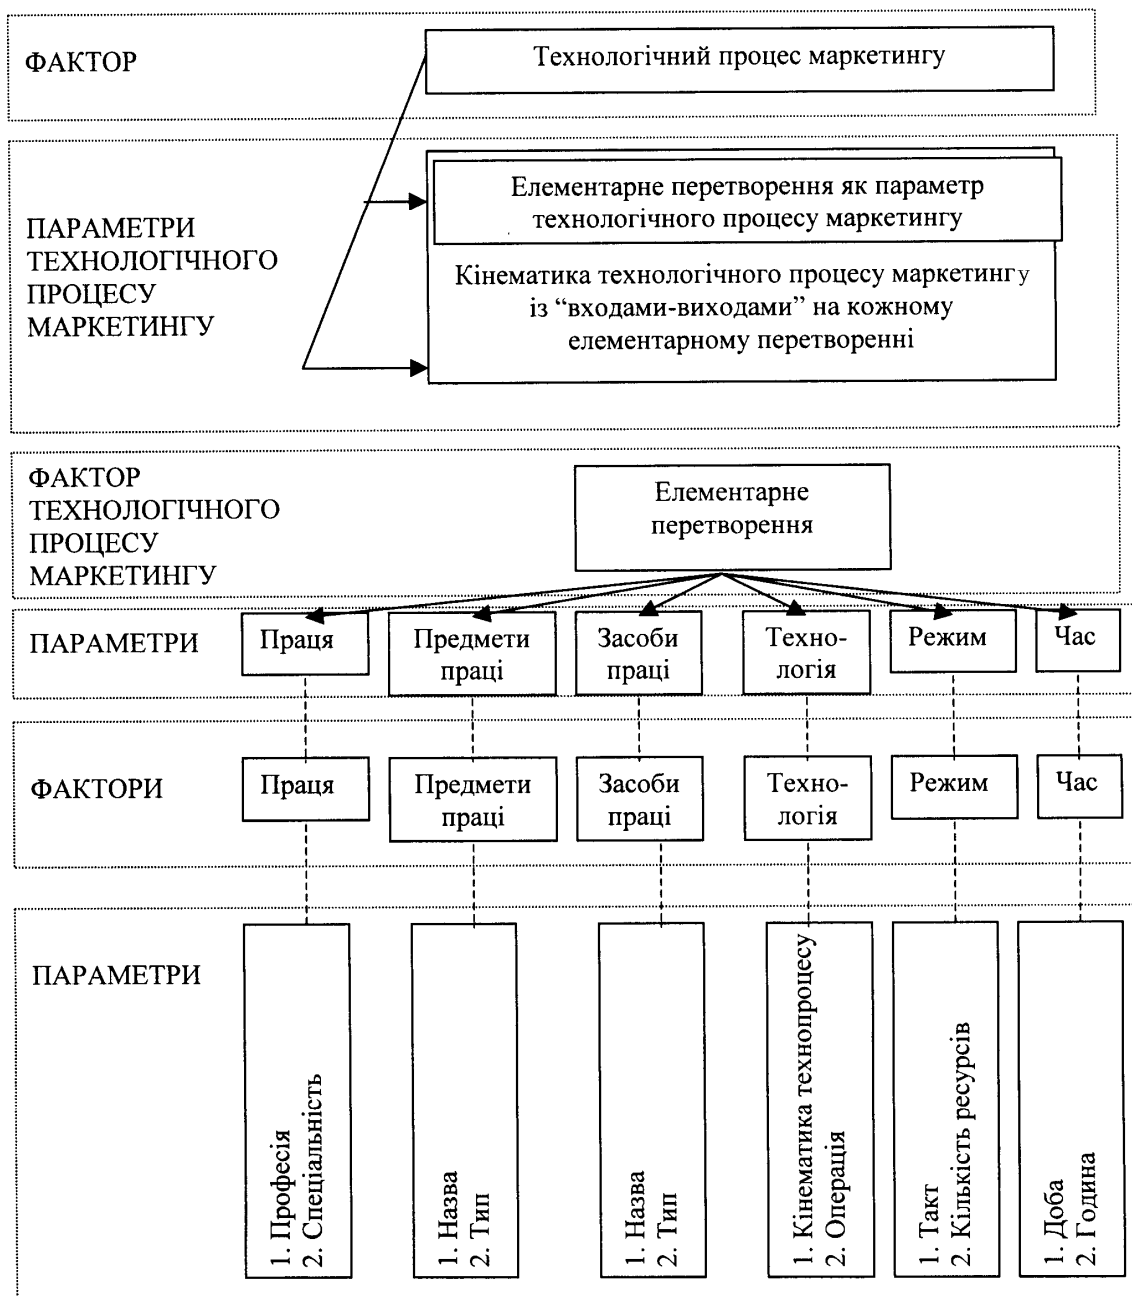 ФАКТОР
Технологічний процес маркетингу
ПАРАМЕТРИ
ТЕХНОЛОГІЧНОГО
ПРОЦЕСУ
МАРКЕТИНГУ
Елементарне перетворення як параметр
технологічного процесу маркетингу
Кінематика технологічного процесу маркетингу
із “входами-виходами” на кожному
елементарному перетворенні
ФАКТОР
ТЕХНОЛОГІЧНОГО
ПРОЦЕСУ
МАРКЕТИНГУ
Елементарне
перетворення
ПАРАМЕТРИ
Праця
Предмети
праці
Засоби
праці
Техно-
логія
Режим
Час
ФАКТОРИ
Праця
Предмети
праці
Засоби
праці
Техно-
логія
Режим
Час
ПАРАМЕТРИ
1. Професія
2. Спеціальність
1. Назва
2. Тип
1. Назва
2. Тип
1. Кінематика технопроцесу
2. Операція
1. Такт
2. Кількість ресурсів
1. Доба
2. Година